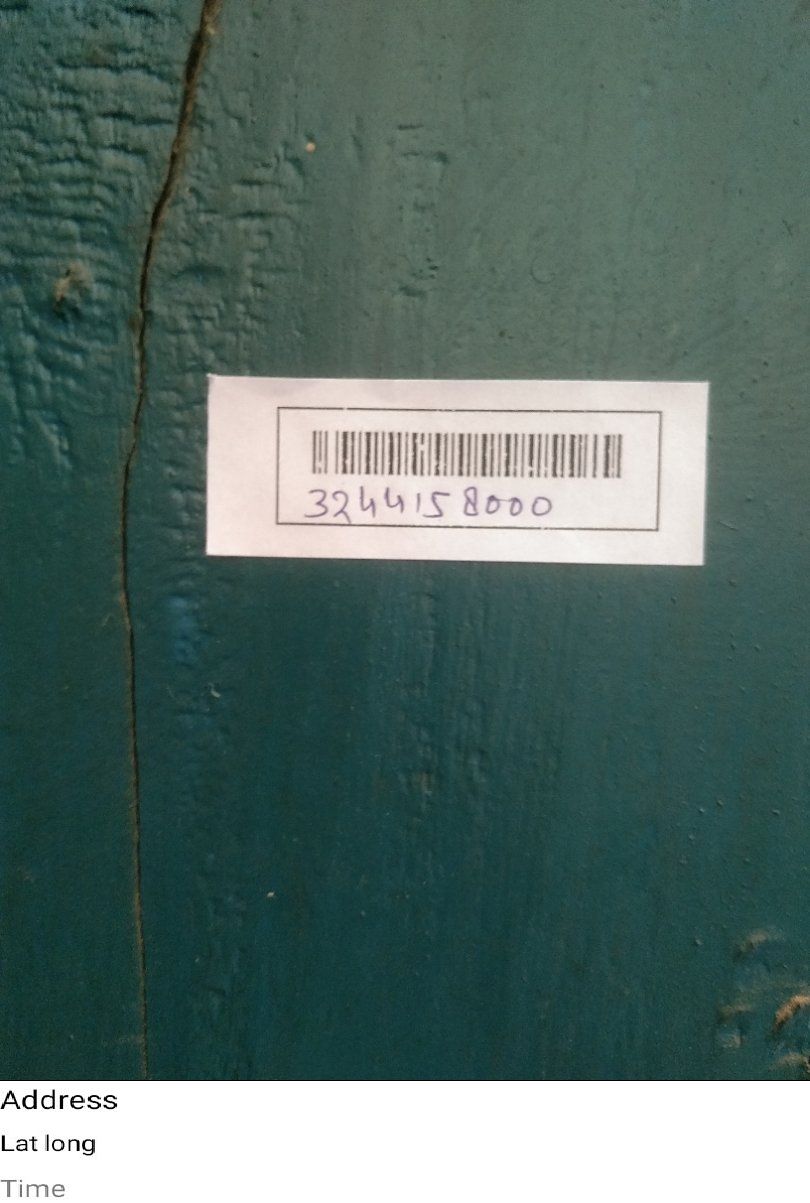 3244158000
Address
Lat long
Time